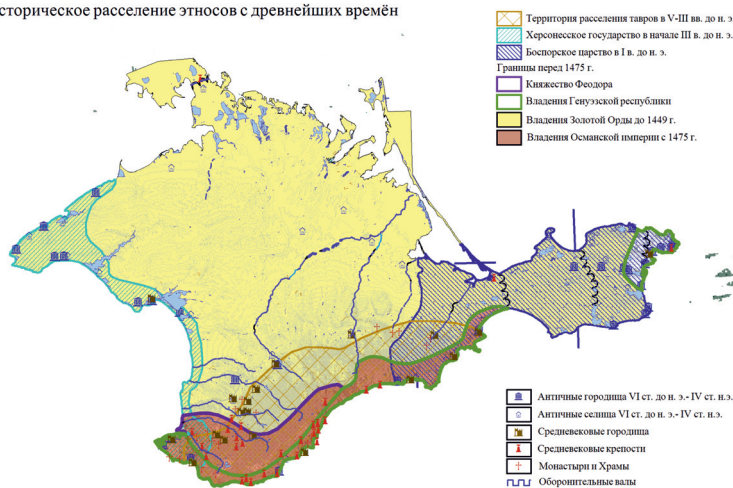 сторическое расселение этносов с древнейших времён
Территория расселения тавров в V-III вв. до н. э
Херсонесское государство в начале III в. до н. э.
Боспорское царство в I в. до н. э.
Границы перед 1475 г.
Княжество Феодора
Владения Генуэзской республики
Владения Золотой Орды до 1449 г.
Владения Османской империи с 1475 г.
Античные городища VI ст. до н. э.- IV ст. н.э.
Античные селища VI ст. до н. э.- IV ст. н.э.
Средневековые городища
Средневековые крепости
Монастыри и Храмы
Оборонительные валы